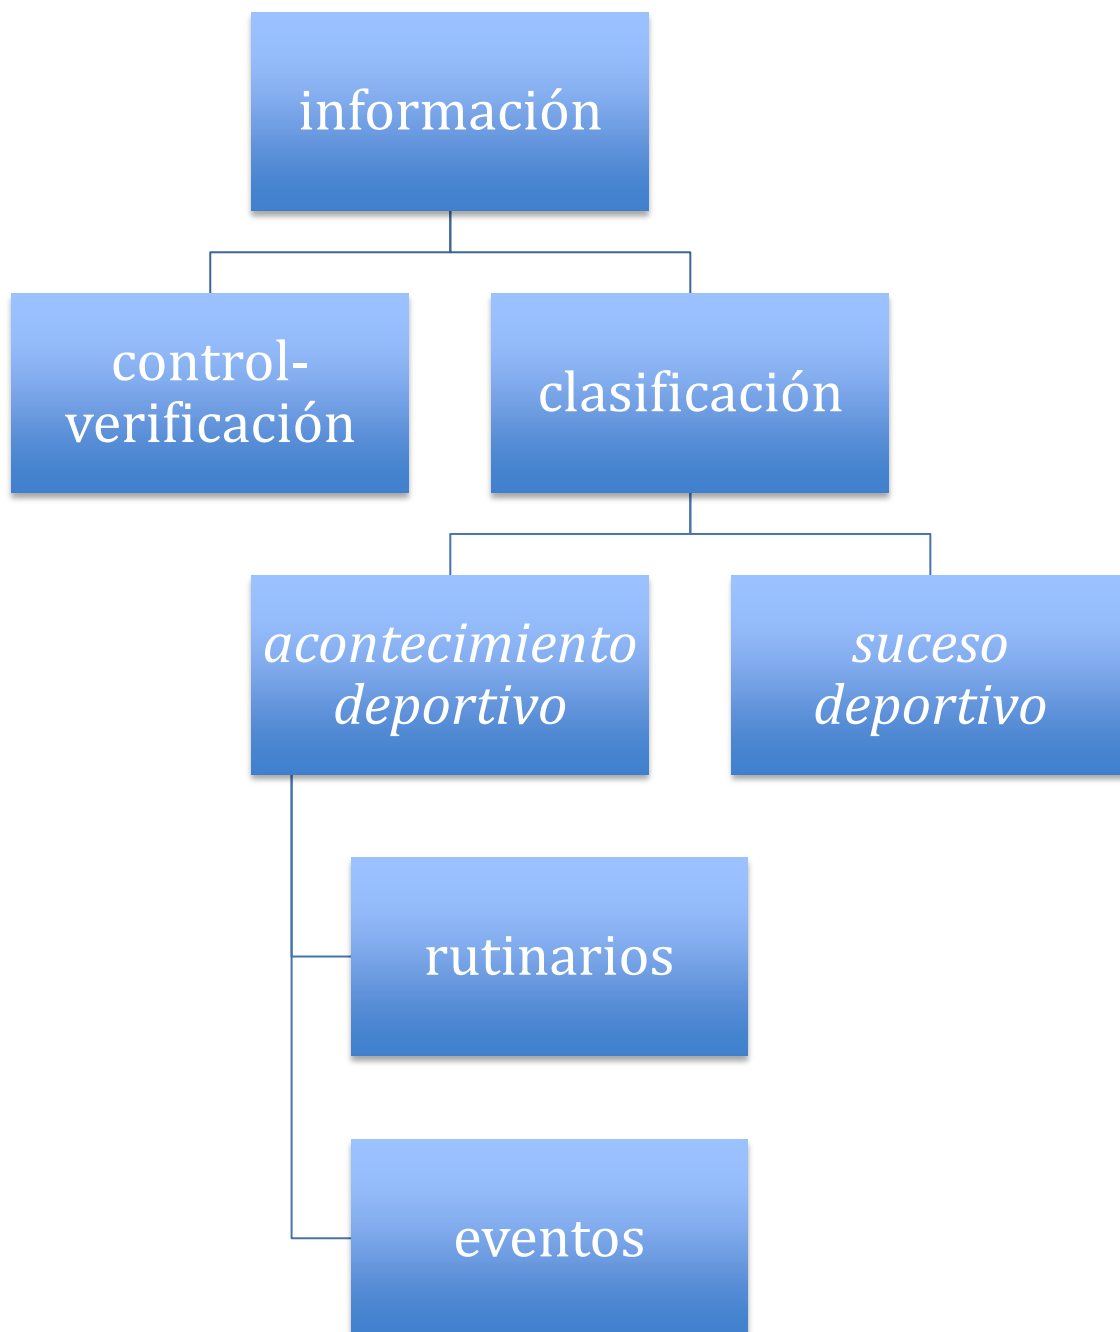 información
control-
verificación
clasificación
acontecimiento
deportivo
suceso
deportivo
rutinarios
eventos